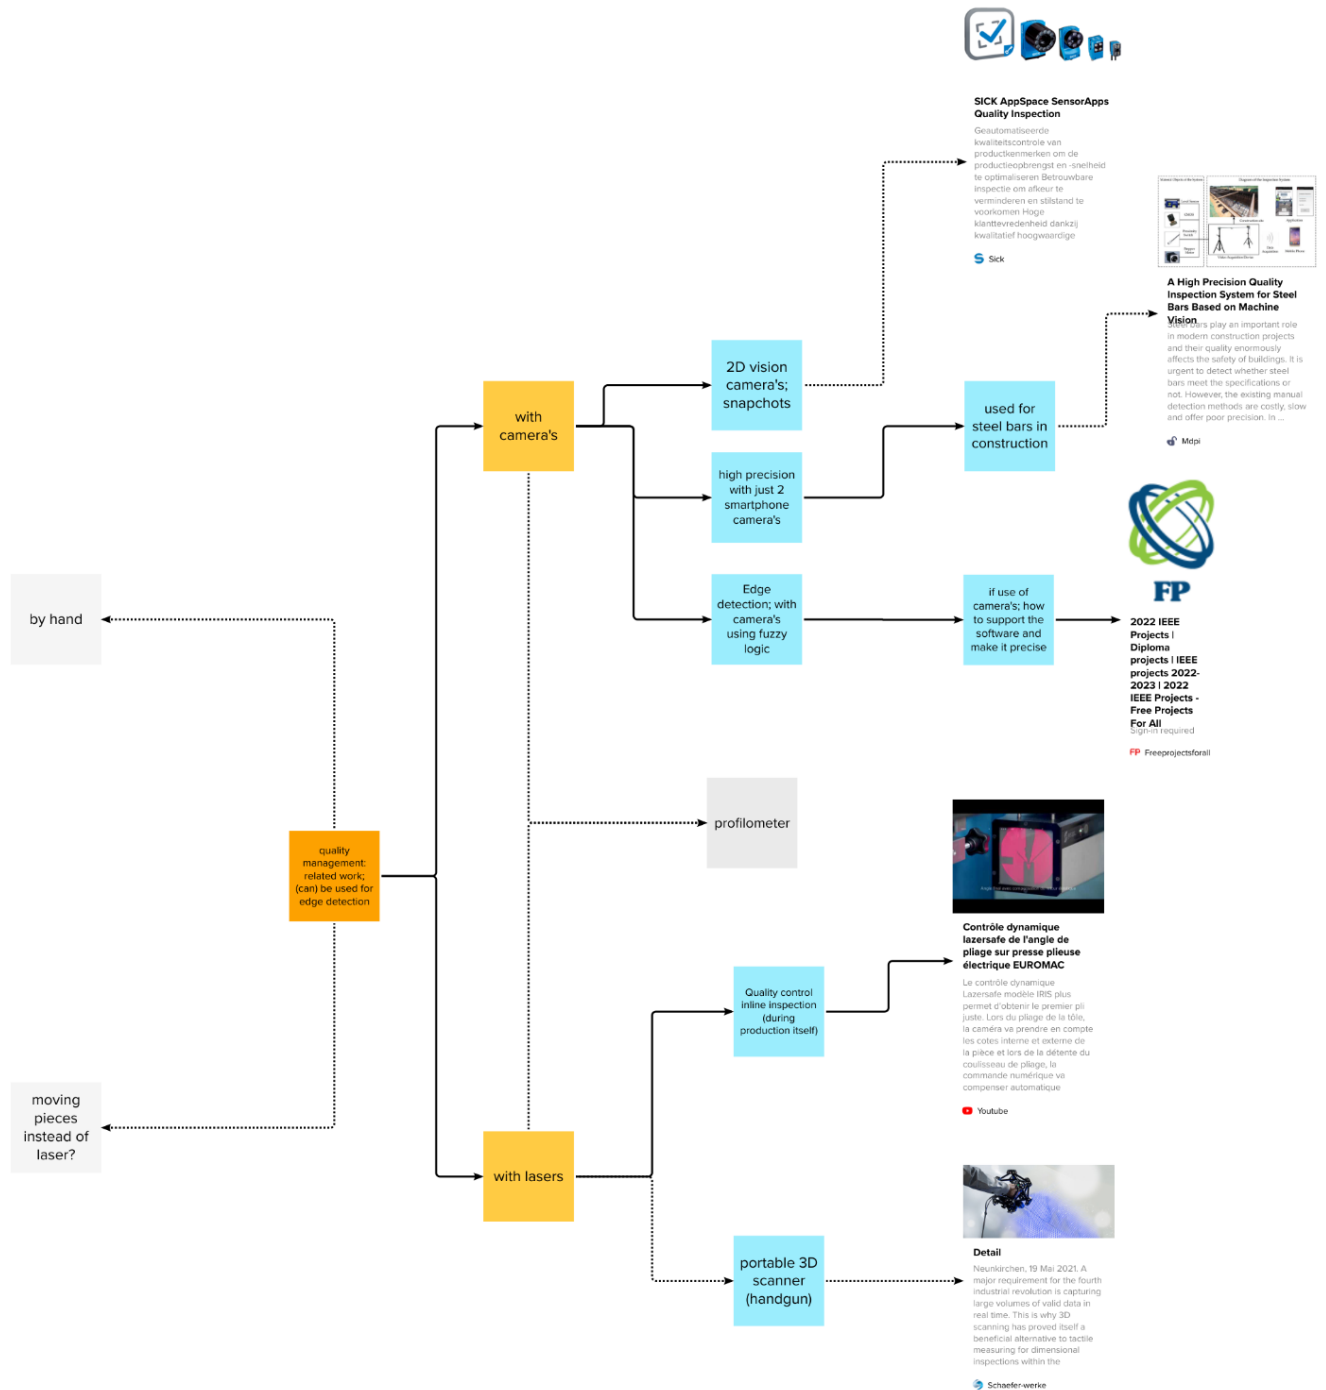 SICK AppSpace SensorApps
Quality Inspection
Geautomatiseerde
kwaliteitscontrole van
productkenmerken om de
productieopbrengst en -snelheid
te optimaliseren Betrouwbare
inspectie om afkeur te
verminderen en stilstand te
voorkomen Hoge
klanttevredenheid dankzij
kwalitatief hoogwaardige
Sick
A High Precision Quality
Inspection System for Steel
Bars Based on Machine
Vision
Steel bars play an important role
in modern construction projects
and their quality enormously
affects the safety of buildings. It is
urgent to detect whether steel
bars meet the specifications or
not. However, the existing manual
detection methods are costly, slow
and offer poor precision. In ...
Mdpi
2D vision
camera's;
snapshots
with
camera's
used for
steel bars in
construction
high precision
with just 2
smartphone
camera's
FP
by hand
Edge
detection; with
camera's
using fuzzy
logic
if use of
camera's; how
to support the
software and
make it precise
2022 IEEE
Projects |
Diploma
projects | IEEE
projects 2022-
2023 | 2022
IEEE Projects -
Free Projects
For All
Sign-in required
FP Freeprojectsforall
profilometer
quality
management:
related work;
(can) be used for
edge detection
Contrôle dynamique
lazersafe de l'angle de
pliage sur presse plieuse
électrique EUROMAC
Le contrôle dynamique
Lazersafe modèle IRIS plus
permet d'obtenir le premier pli
juste. Lors du pliage de la tôle,
la caméra va prendre en compte
les cotes interne et externe de
la pièce et lors de la détente du
coulisseau de pliage, la
commande numérique va
compenser automatique
Youtube
Quality control
inline inspection
(during
production itself)
moving
pieces
instead of
laser?
with lasers
portable 3D
scanner
(handgun)
Detail
Neunkirchen, 19 Mai 2021. A
major requirement for the fourth
industrial revolution is capturing
large volumes of valid data in
real time. This is why 3D
scanning has proved itself a
beneficial alternative to tactile
measuring for dimensional
inspections within the
Schaefer-werke